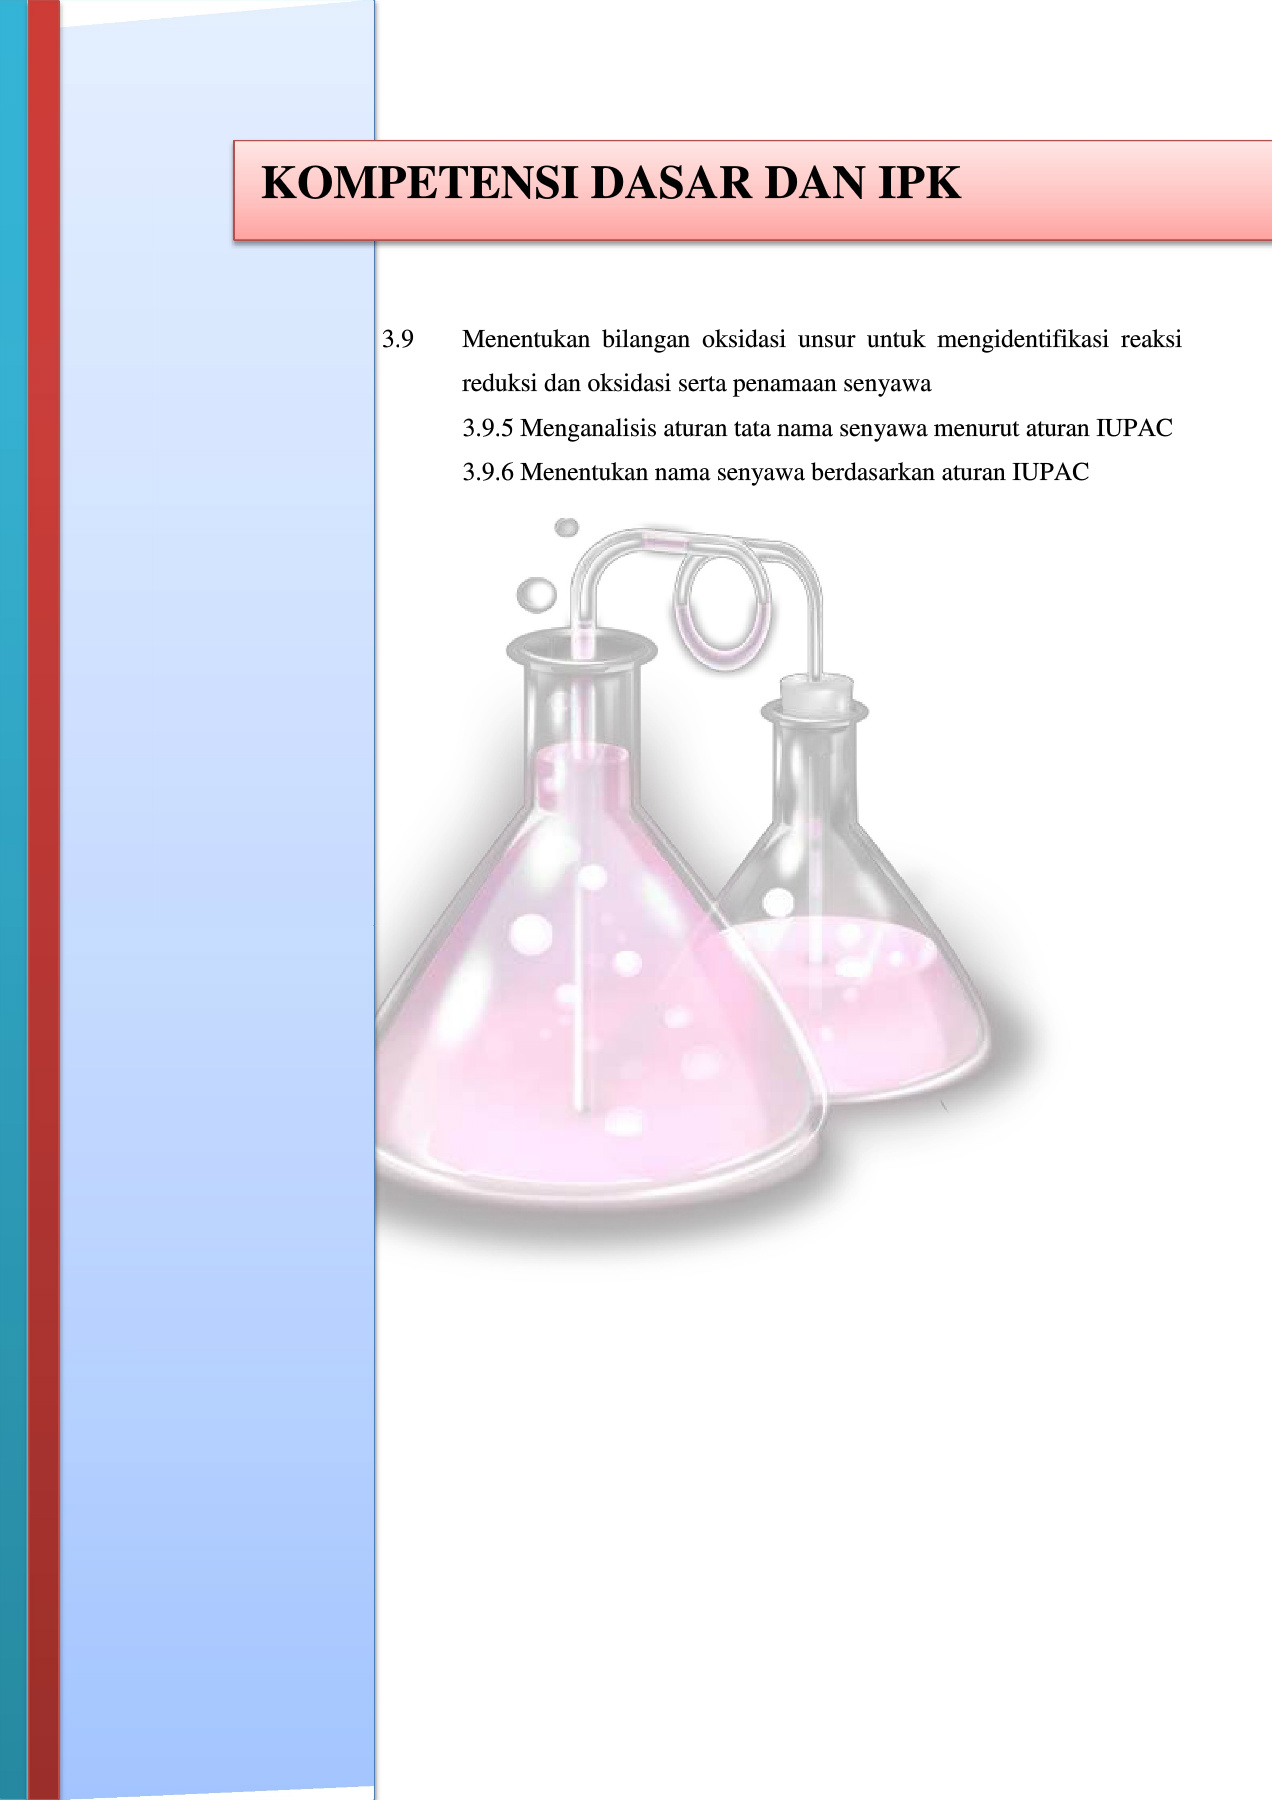 KOMPETENSI DASAR DAN IPK
3.9 Menentukan bilangan oksidasi unsur untuk mengidentifikasi reaksi
reduksi dan oksidasi serta penamaan senyawa
3.9.5 Menganalisis aturan tata nama senyawa menurut aturan IUPAC
3.9.6 Menentukan nama senyawa berdasarkan aturan IUPAC